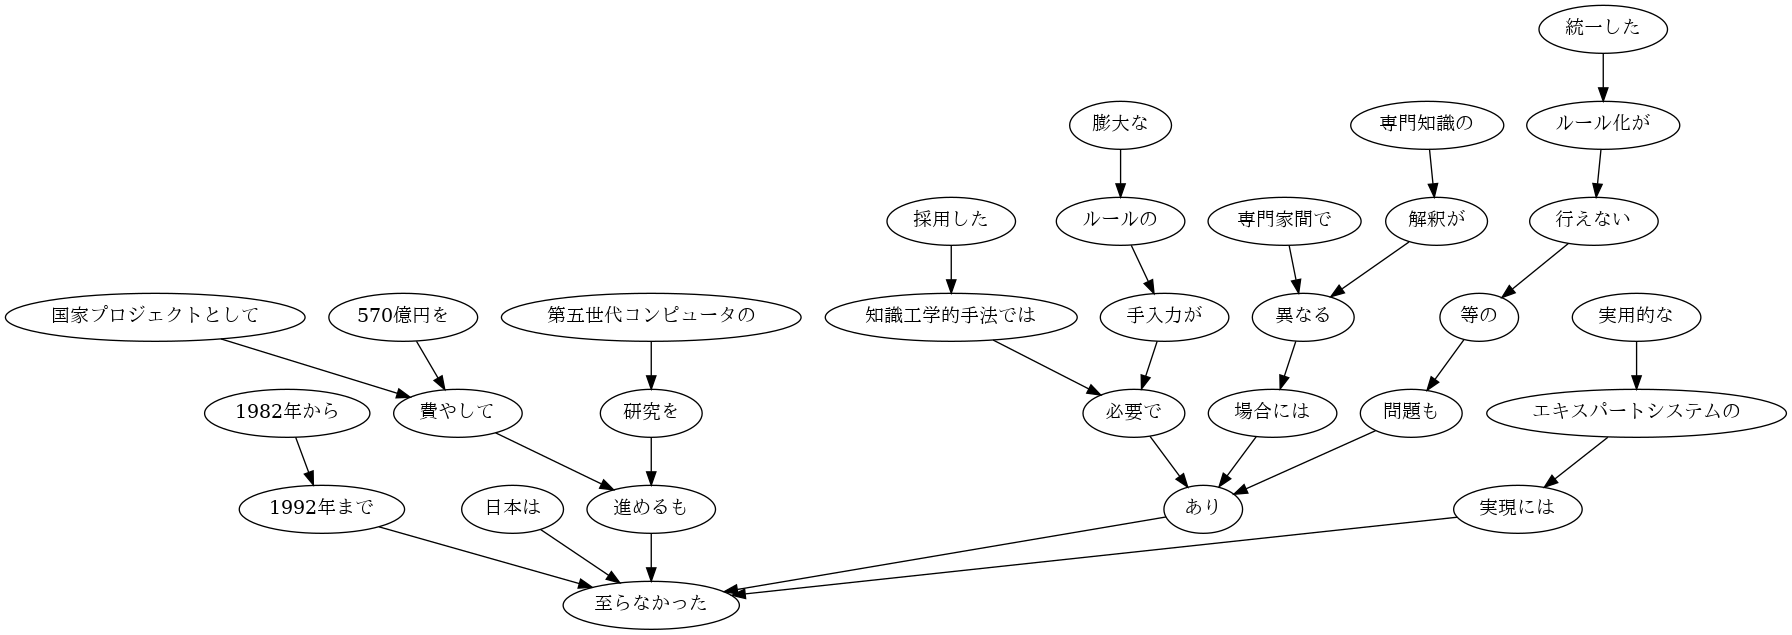 統一した
膨大な
専門知識の
ルール化が
採用した
ルールの
専門家間で
解釈が
行えない
国家プロジェクトとして
570億円を
第五世代コンピュータの
知識工学的手法では
手入力が
異なる
等の
実用的な
1982年から
費やして
研究を
必要で
場合には
問題も
エキスパートシステムの
1992年まで
日本は
進めるも
あり
実現には
至らなかった